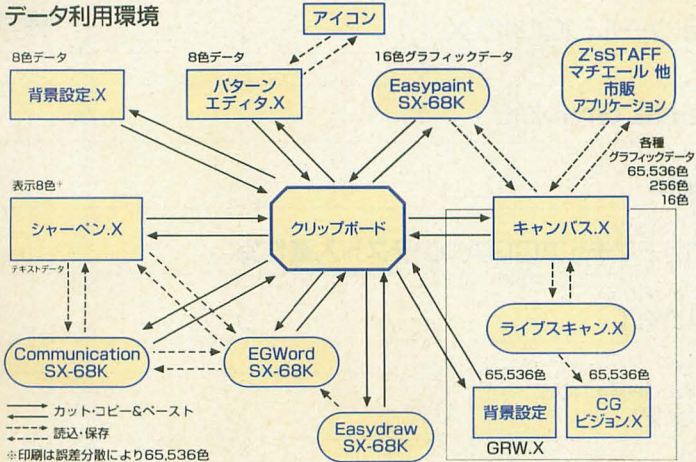 データ利用環境
アイコン
8色データ
背景設定.X
8色データ
パターン
エディタ.X
16色グラフィックデータ
Easypaint
SX-68K
Z'sSTAFF
マチエール 他
市販
アプリケーション
各種
グラフィックデータ
65,536色
256色
16色
表示8色+
シャーペン.X
テキストデータ
クリップボード
キャンバス.X
ライブスキャン.X
Communication
SX-68K
EGWord
SX-68K
Easydraw
SX-68K
65,536色
背景設定
GRW.X
65,536色
CG
ビジョン.X
カット・コピー&ペースト
読込・保存
※印刷は誤差分散により65,536色